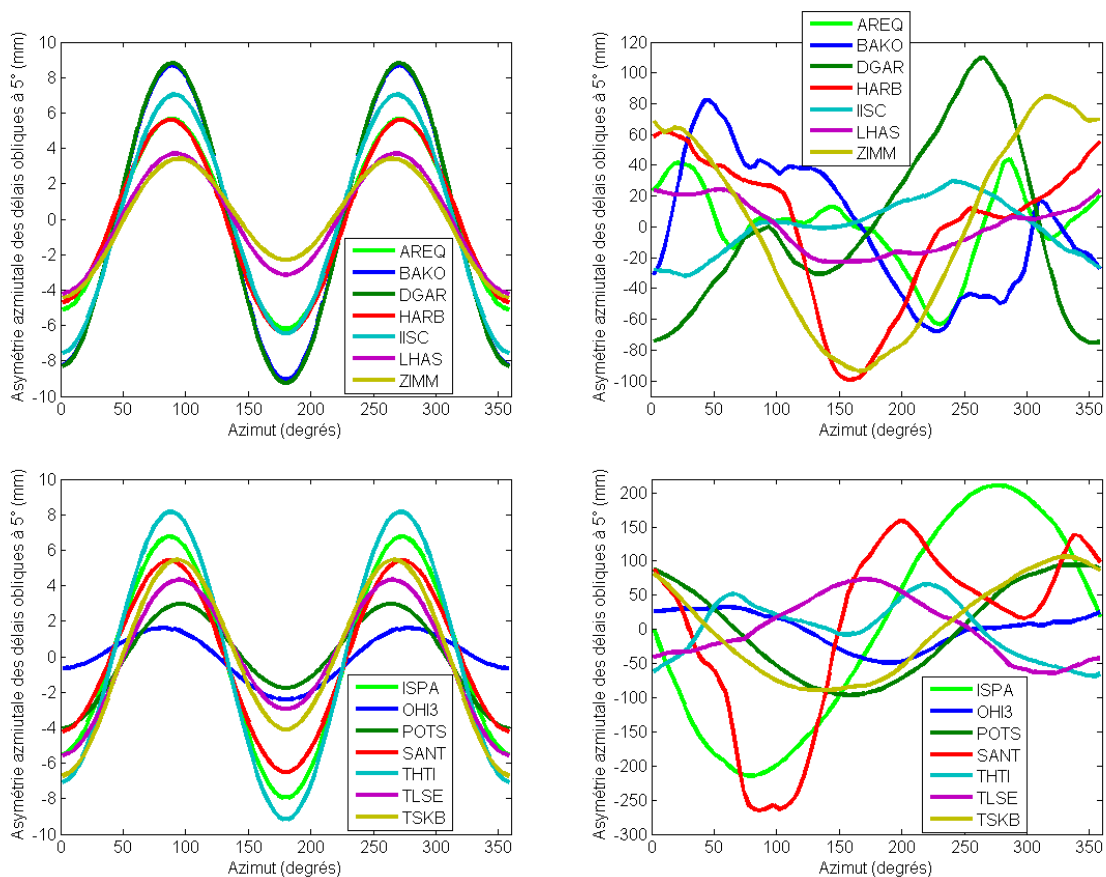 Asymétrie azmiutale des délais obliques à 5° (mm)
10
8
6
4
2
0
-2
-4
-6
-8
-10
0 50 100 150 200 250 300 350
Azimut (degrés)
AREQ
BAKO
DGAR
HARB
IISC
LHAS
ZIMM
Asymétrie azmiutale des délais obliques à 5° (mm)
120
100
80
60
40
20
0
-20
-40
-60
-80
-100
0 50 100 150 200 250 300 350
Azimut (degrés)
AREQ
BAKO
DGAR
HARB
IISC
LHAS
ZIMM
Asymétrie azmiutale des délais obliques à 5° (mm)
10
8
6
4
2
0
-2
-4
-6
-8
-10
0 50 100 150 200 250 300 350
Azimut (degrés)
ISPA
OHI3
POTS
SANT
THTI
TLSE
TSKB
Asymétrie azmiutale des délais obliques à 5° (mm)
200
150
100
50
0
-50
-100
-150
-200
-250
-300
0 50 100 150 200 250 300 350
Azimut (degrés)
ISPA
OHI3
POTS
SANT
THTI
TLSE
TSKB